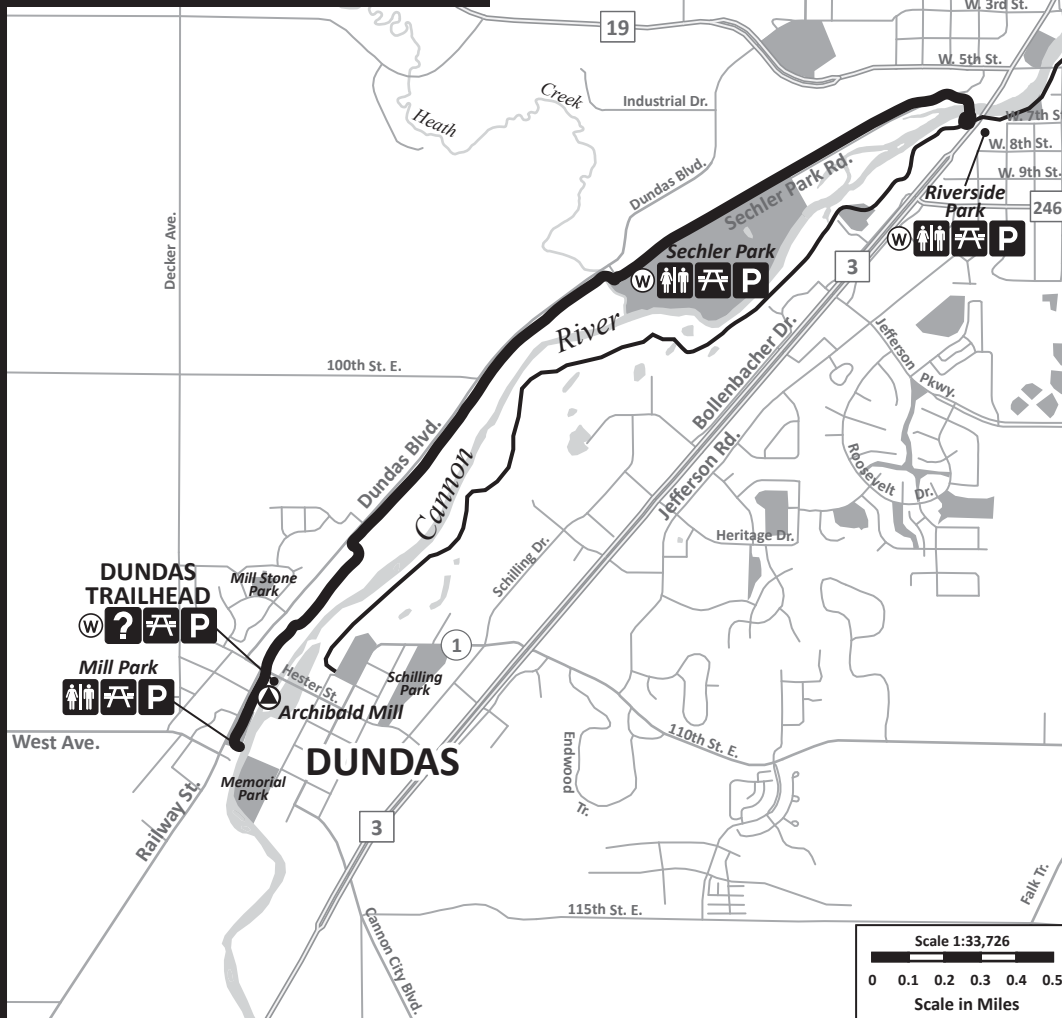 W. 3rd St.
19
W. 5th St.
Creek
Industrial Dr.
Heath
W. 7th St
W. 8th St.
Sechler Park Rd.
W. 9th St.
Dundas Blvd.
Riverside
Park
246
Decker Ave.
W P
Sechler Park
W P
3
River
Bollenbacher Dr.
Jefferson
Pkwy.
100th St. E.
Dundas Blvd.
Jefferson Rd.
Roosevelt
Dr.
Cannon
Heritage Dr.
Schilling Dr.
DUNDAS
TRAILHEAD
W ? P
Mill Stone
Park
1
Mill Park
P
Hester St.
Schilling
Park
Archibald Mill
West Ave.
DUNDAS
110th St. E.
Endwood
Tr.
Memorial
Park
Railway St.
3
Falk Tr.
115th St. E.
Cannon City Blvd.
Scale 1:33,726
0 0.1 0.2 0.3 0.4 0.5
Scale in Miles